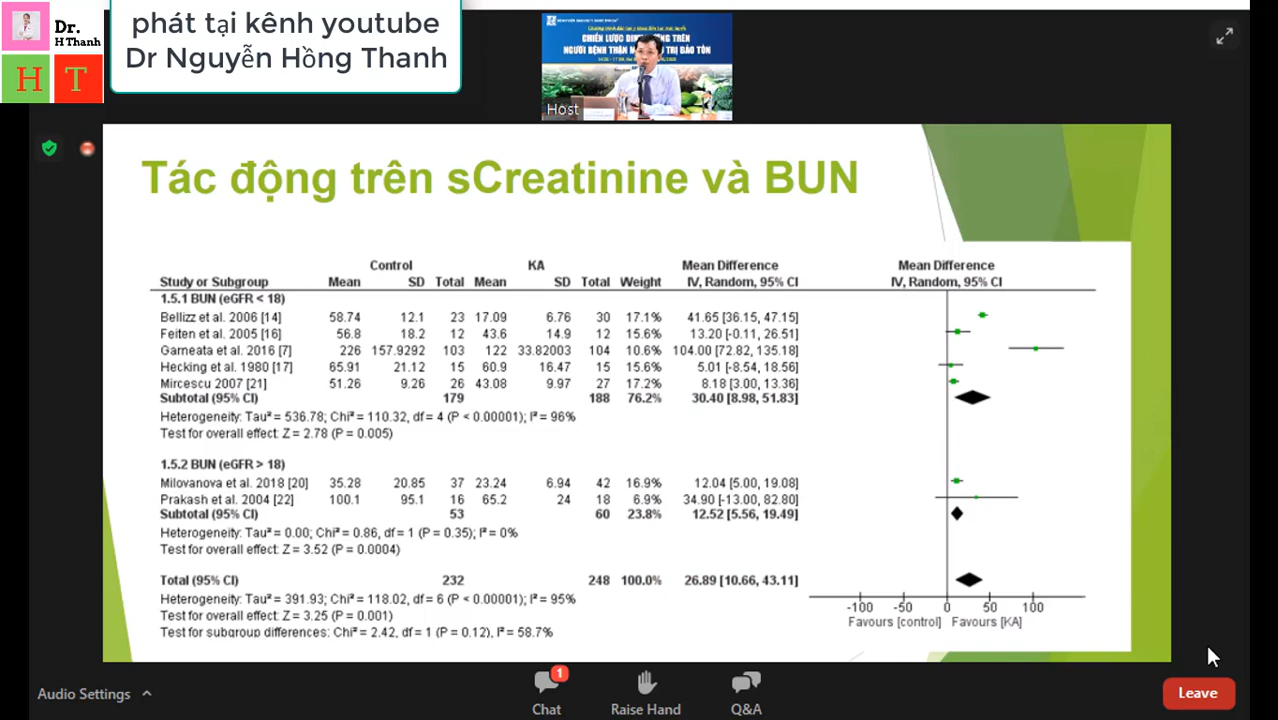 Dr.
H Thanh
H T
phát tại kênh youtube
Dr Nguyễn Hồng Thanh
CHIẾN LƯỢC DINH DƯỠNG TRÊN
NGƯỜI BỆNH THẬN
TRỊ BẢO TỒN
Host
Tác động trên sCreatinine và BUN
Control KA Mean Difference Mean Difference
Study or Subgroup Mean SD Total Mean SD Total Weight IV, Random, 95% CI IV, Random, 95% CI
1.5.1 BUN (eGFR < 18)
Bellizz et al. 2006 [14] 58.74 12.1 23 17.09 6.76 30 17.1% 41.65 [36.15, 47.15]
Feiten et al. 2005 [16] 56.8 18.2 12 43.6 14.9 12 15.6% 13.20 [-0.11, 26.51]
Garneata et al. 2016 [7] 226 157.9292 103 122 33.82003 104 10.6% 104.00 [72.82, 135.18]
Hecking et al. 1980 [17] 65.91 21.12 15 60.9 16.47 15 15.6% 5.01 [-8.54, 18.56]
Mircescu 2007 [21] 51.26 9.26 26 43.08 9.97 27 17.2% 8.18 [3.00, 13.36]
Subtotal (95% CI) 179 188 76.2% 30.40 [8.98, 51.83]
Heterogeneity: Tau² = 536.78; Chi² = 110.32, df = 4 (P < 0.00001); I² = 96%
Test for overall effect: Z = 2.78 (P = 0.005)
1.5.2 BUN (eGFR > 18)
Milovanova et al. 2018 [20] 35.28 20.85 37 23.24 6.94 42 16.9% 12.04 [5.00, 19.08]
Prakash et al. 2004 [22] 100.1 95.1 16 65.2 24 18 6.9% 34.90 [-13.00, 82.80]
Subtotal (95% CI) 53 60 23.8% 12.52 [5.56, 19.49]
Heterogeneity: Tau² = 0.00; Chi² = 0.86, df = 1 (P = 0.35); I² = 0%
Test for overall effect: Z = 3.52 (P = 0.0004)
Total (95% CI) 232 248 100.0% 26.89 [10.66, 43.11]
Heterogeneity: Tau² = 391.93; Chi² = 118.02, df = 6 (P < 0.00001); I² = 95%
Test for overall effect: Z = 3.25 (P = 0.001)
Test for subgroup differences: Chi² = 2.42, df = 1 (P = 0.12), I² = 58.7%
-100 -50 0 50 100
Favours [control] Favours [KA]
Audio Settings
1
Chat
Raise Hand
Q&A
Leave